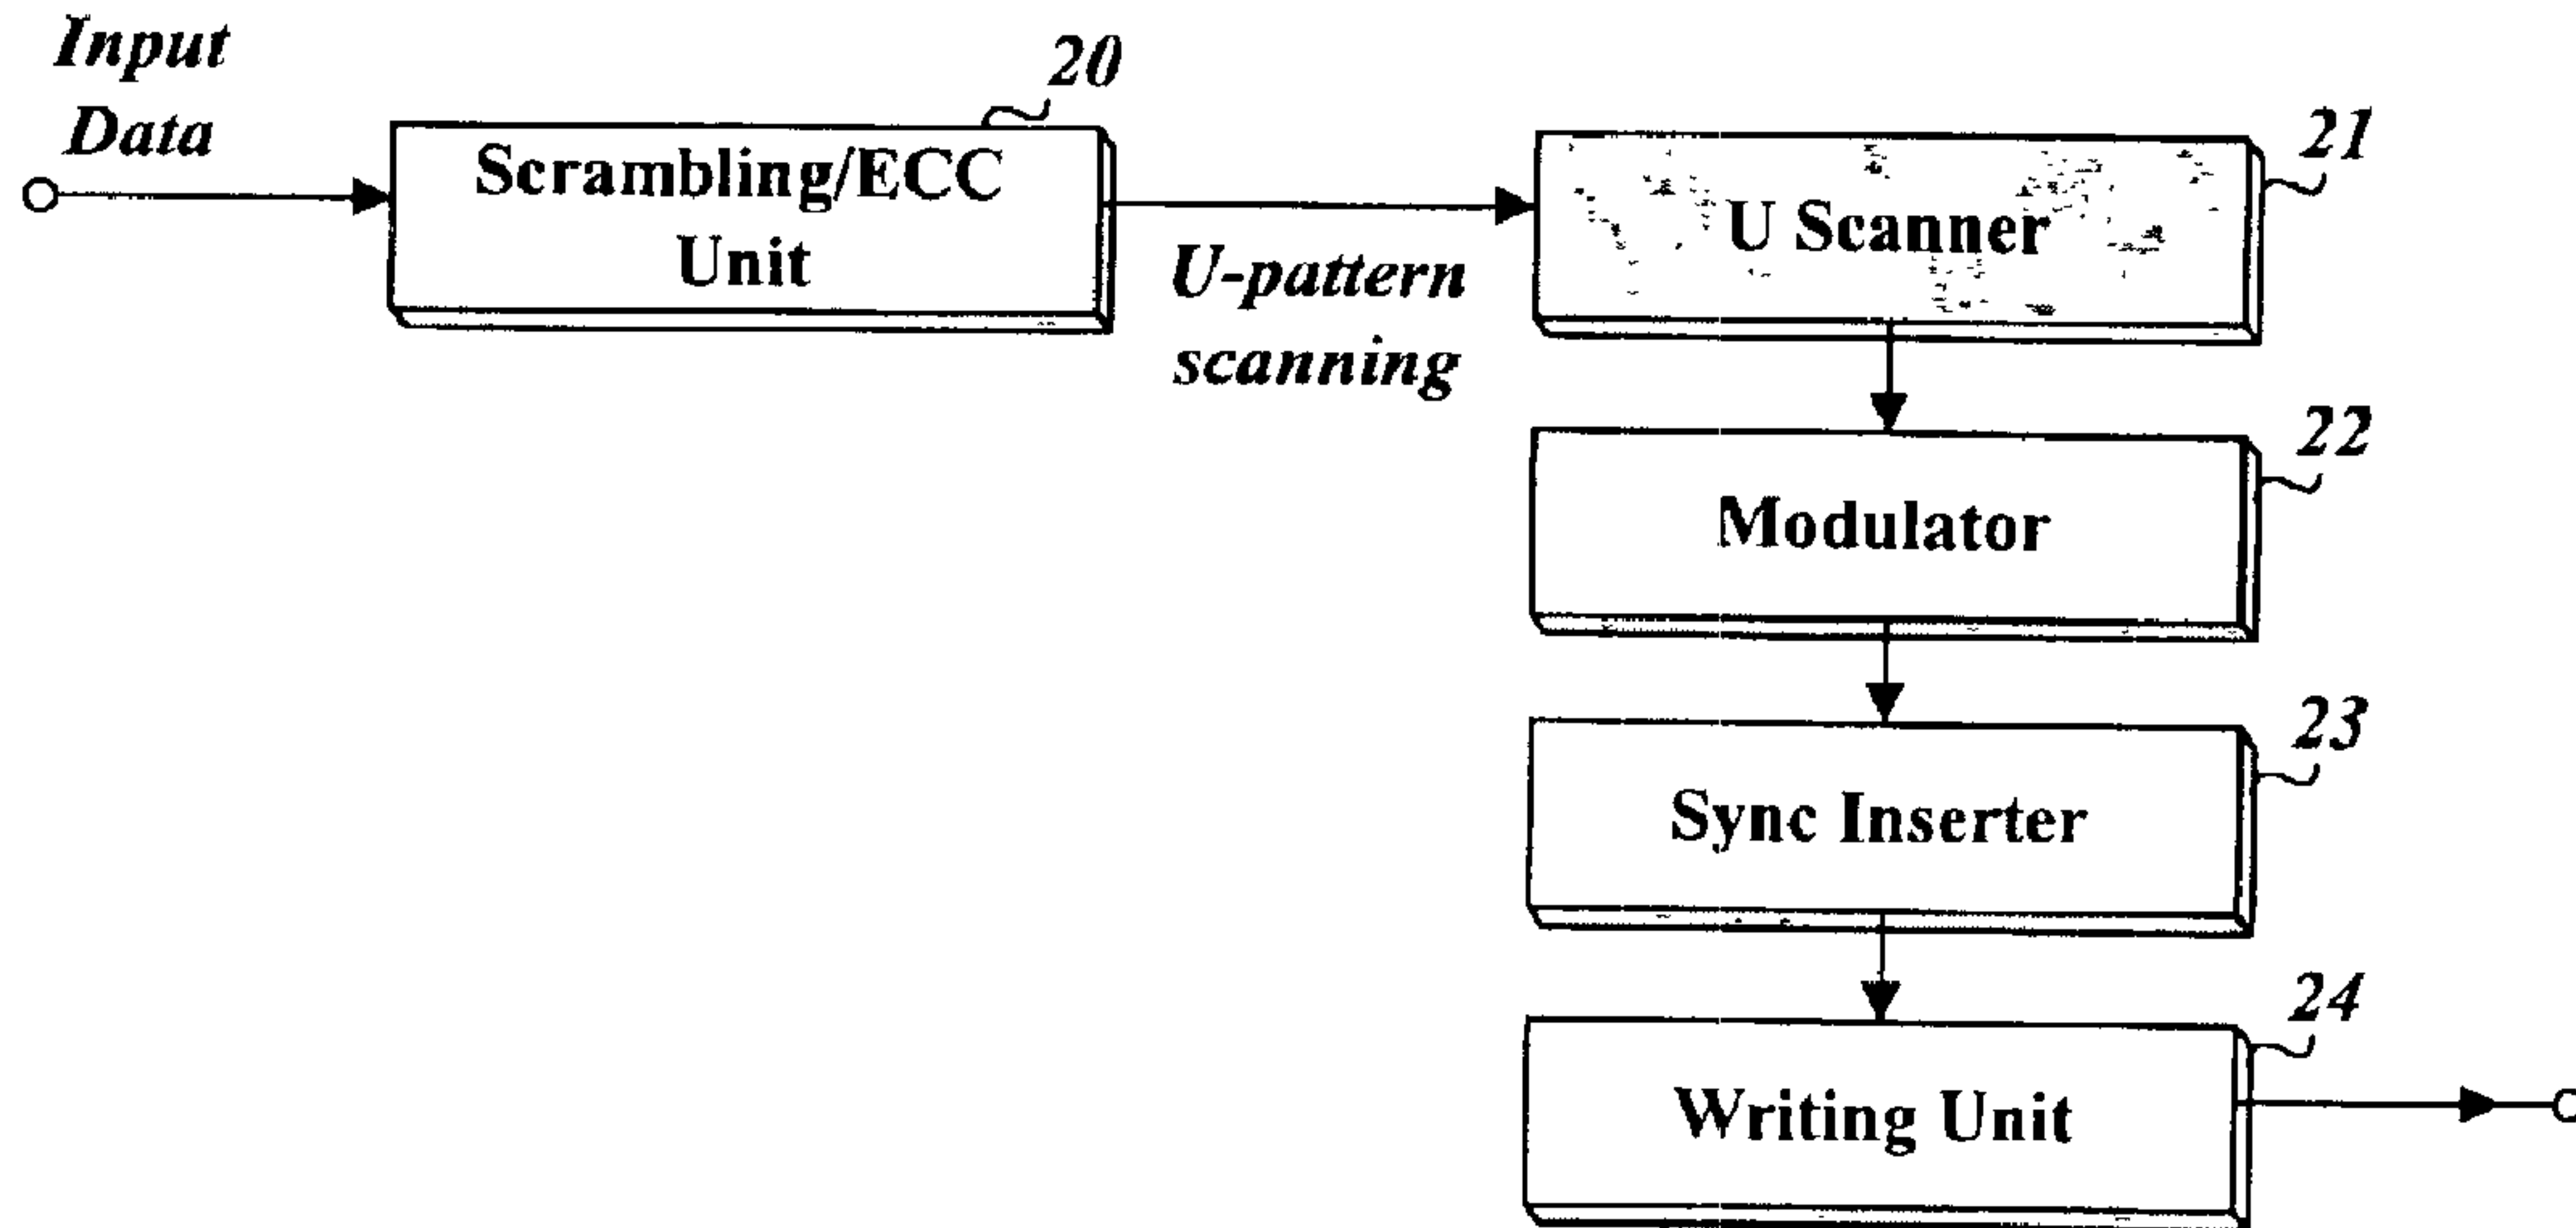 Input
Data
20
Scrambling/ECC
Unit
U-pattern
scanning
21
U Scanner
22
Modulator
23
Sync Inserter
24
Writing Unit